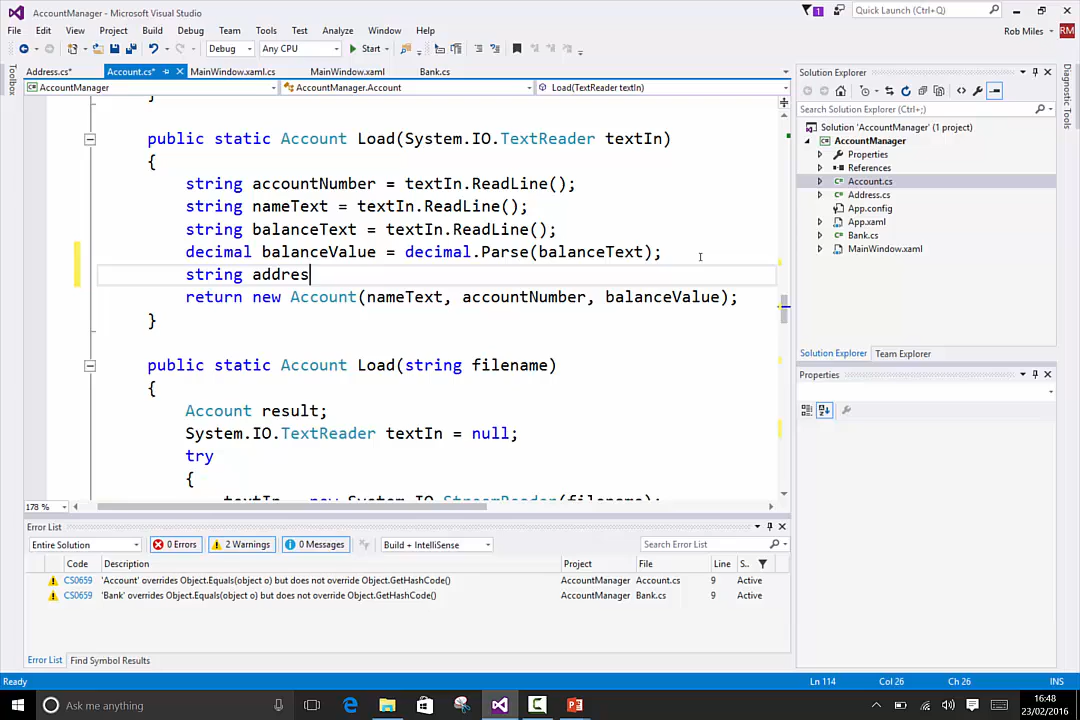 AccountManager - Microsoft Visual Studio
1
Quick Launch (Ctrl+Q)
File Edit View Project Build Debug Team Tools Test Analyze Window Help
Rob Miles RM
Debug Any CPU Start
Toolbox
Address.cs* Account.cs* MainWindow.xaml.cs MainWindow.xaml Bank.cs
AccountManager AccountManager.Account Load(TextReader textIn)
}
public static Account Load(System.IO.TextReader textIn)
{
string accountNumber = textIn.ReadLine();
string nameText = textIn.ReadLine();
string balanceText = textIn.ReadLine();
decimal balanceValue = decimal.Parse(balanceText);
string addres
return new Account(nameText, accountNumber, balanceValue);
}
public static Account Load(string filename)
{
Account result;
System.IO.TextReader textIn = null;
try
{
textIn = new System.IO.StreamReader(filename);
178 %
Solution Explorer
Search Solution Explorer (Ctrl+;)
Solution 'AccountManager' (1 project)
AccountManager
Properties
References
Account.cs
Address.cs
App.config
App.xaml
Bank.cs
MainWindow.xaml
Solution Explorer Team Explorer
Properties
Diagnostic Tools
Error List
Entire Solution 0 Errors 2 Warnings 0 Messages Build + IntelliSense Search Error List
Code Description Project File Line S..
CS0659 'Account' overrides Object.Equals(object o) but does not override Object.GetHashCode() AccountManager Account.cs 9 Active
CS0659 'Bank' overrides Object.Equals(object o) but does not override Object.GetHashCode() AccountManager Bank.cs 9 Active
Error List Find Symbol Results
Ready Ln 114 Col 26 Ch 26 INS
Ask me anything
16:48
23/02/2016